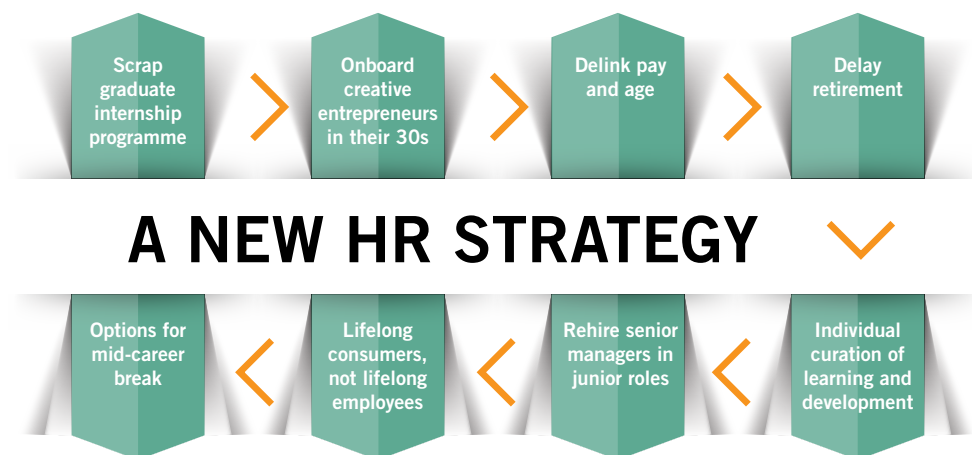 Scrap
graduate
internship
programme
Onboard
creative
entrepreneurs
in their 30s
Delink pay
and age
Delay
retirement
A NEW HR STRATEGY
Individual
curation of
learning and
development
Rehire senior
managers in
junior roles
Lifelong
consumers,
not lifelong
employees
Options for
mid-career
break